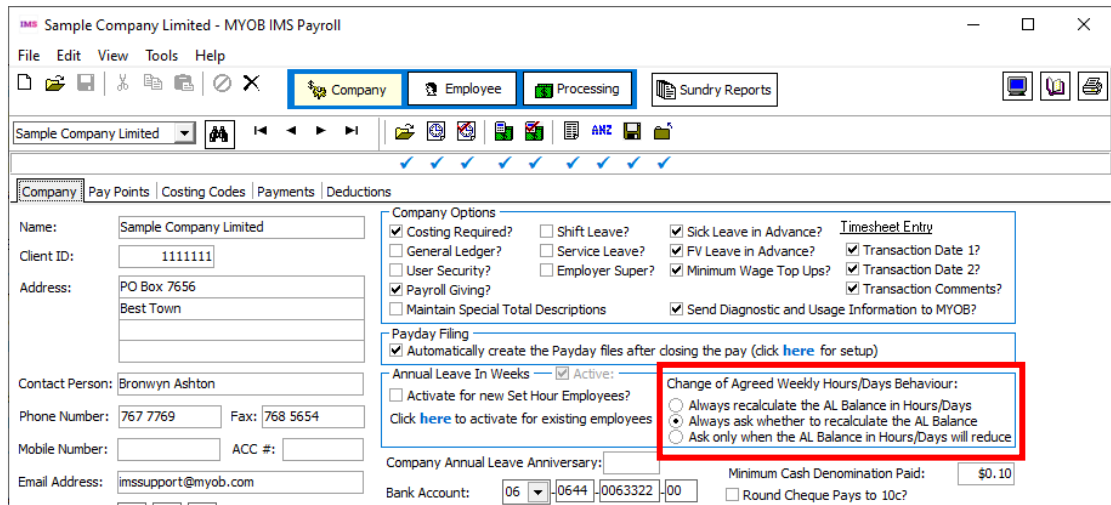 IMS Sample Company Limited - MYOB IMS Payroll
File Edit View Tools Help
Company Employee Processing Sundry Reports
Sample Company Limited ANZ
Company Pay Points Costing Codes Payments Deductions
Name: Sample Company Limited
Client ID: 1111111
Address: PO Box 7656
Best Town
Contact Person: Bronwyn Ashton
Phone Number: 767 7769 Fax: 768 5654
Mobile Number: ACC #:
Email Address: imssupport@myob.com
Company Options
Costing Required? Shift Leave? Sick Leave in Advance? Timesheet Entry
General Ledger? Service Leave? FV Leave in Advance? Transaction Date 1?
User Security? Employer Super? Minimum Wage Top Ups? Transaction Date 2?
Payroll Giving? Transaction Comments?
Maintain Special Total Descriptions Send Diagnostic and Usage Information to MYOB?
Payday Filing
Automatically create the Payday files after closing the pay (click here for setup)
Annual Leave In Weeks Active:
Activate for new Set Hour Employees?
Click here to activate for existing employees
Change of Agreed Weekly Hours/Days Behaviour:
Always recalculate the AL Balance in Hours/Days
Always ask whether to recalculate the AL Balance
Ask only when the AL Balance in Hours/Days will reduce
Company Annual Leave Anniversary: Minimum Cash Denomination Paid: $0.10
Bank Account: 06 -0644 -0063322 -00 Round Cheque Pays to 10c?